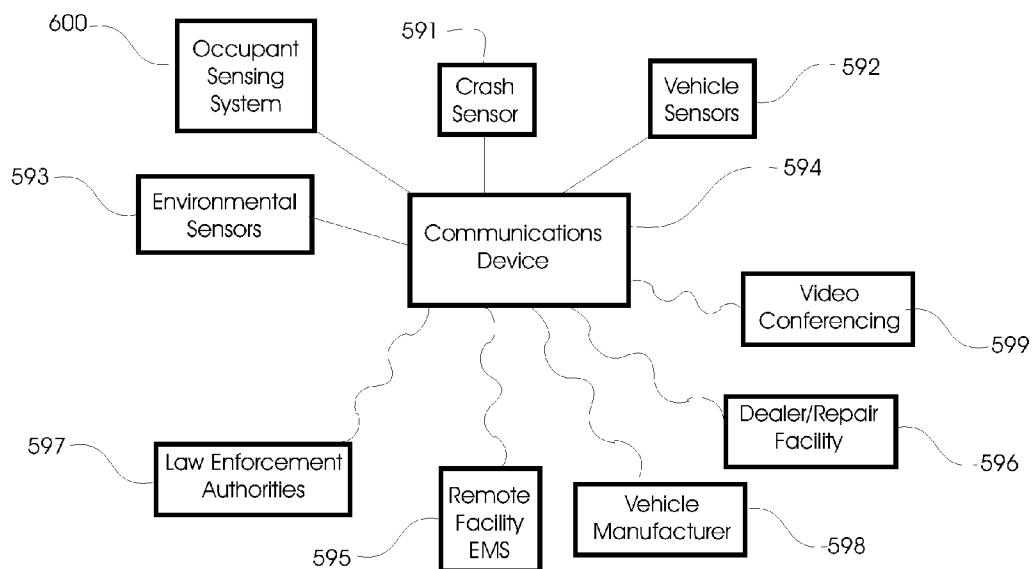 600
Occupant
Sensing
System
591
Crash
Sensor
Vehicle
Sensors
592
593
Environmental
Sensors
594
Communications
Device
Video
Conferencing
599
Dealer/Repair
Facility
596
597
Law Enforcement
Authorities
Remote
Facility
EMS
595
Vehicle
Manufacturer
598